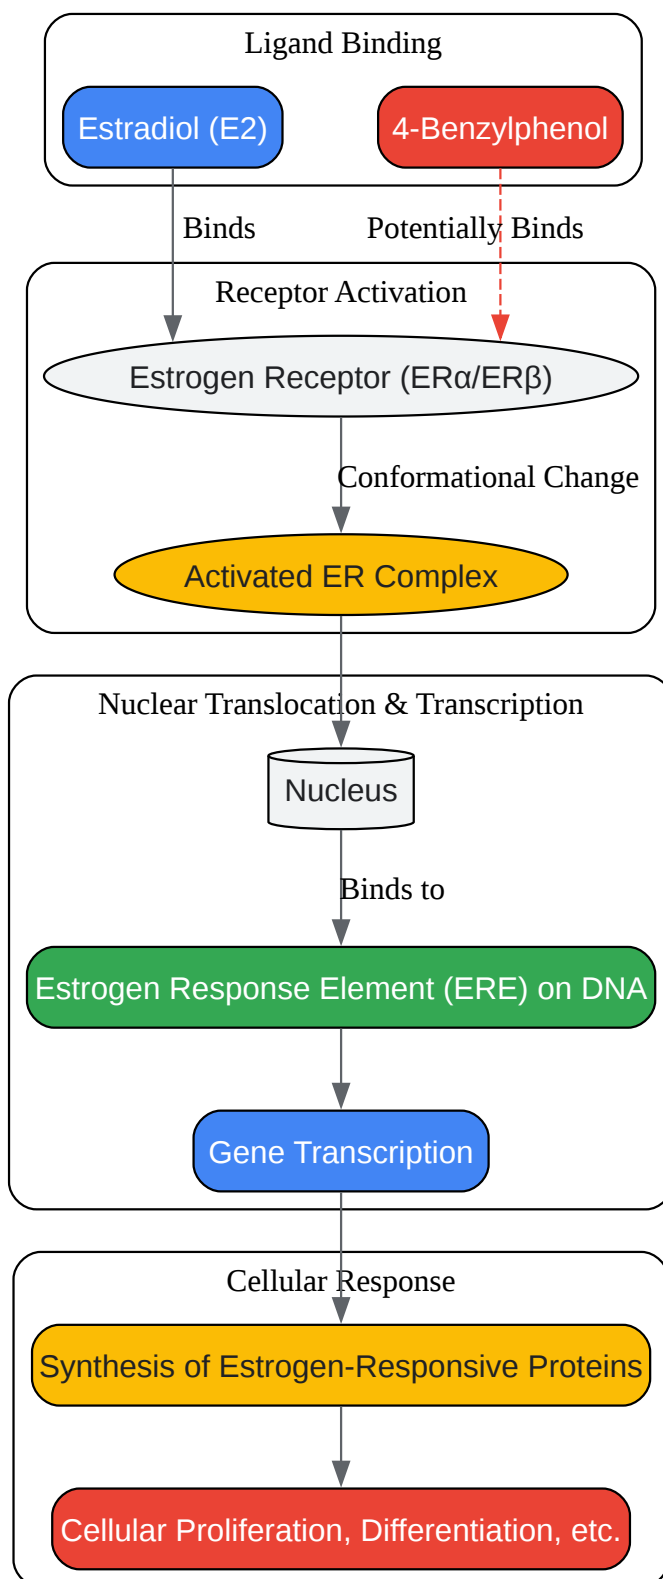 Ligand Binding
Estradiol (E2)
4-Benzylphenol
Binds
Potentially Binds
Receptor Activation
Estrogen Receptor (ERα/ERβ)
Conformational Change
Activated ER Complex
Nuclear Translocation & Transcription
Nucleus
Binds to
Estrogen Response Element (ERE) on DNA
Gene Transcription
Cellular Response
Synthesis of Estrogen-Responsive Proteins
Cellular Proliferation, Differentiation, etc.